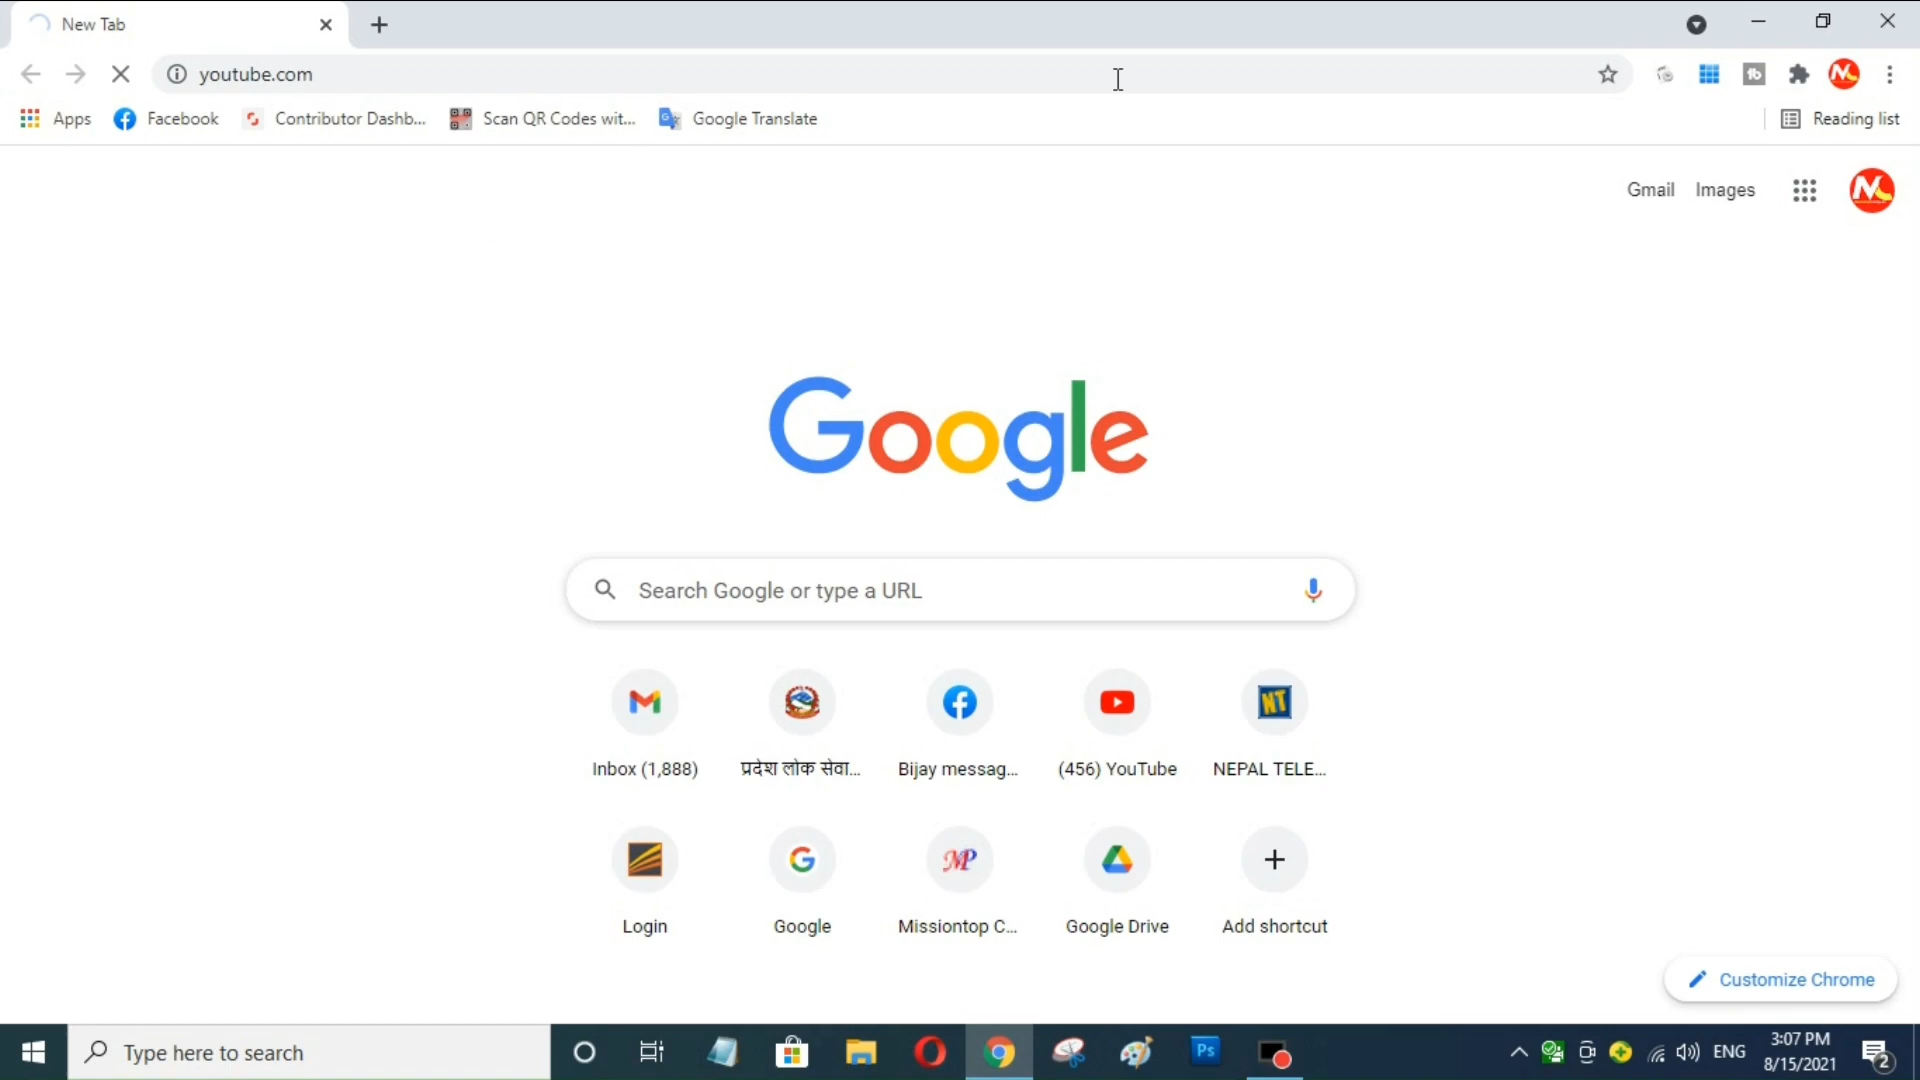 New Tab
youtube.com
Apps Facebook Contributor Dashb... Scan QR Codes wit... Google Translate Reading list
Gmail Images
Google
Search Google or type a URL
Inbox (1,888) प्रदेश लोक सेवा... Bijay messag... (456) YouTube NEPAL TELE...
Login Google Missiontop C... Google Drive Add shortcut
Customize Chrome
Type here to search
Ps
ENG
3:07 PM
8/15/2021
2